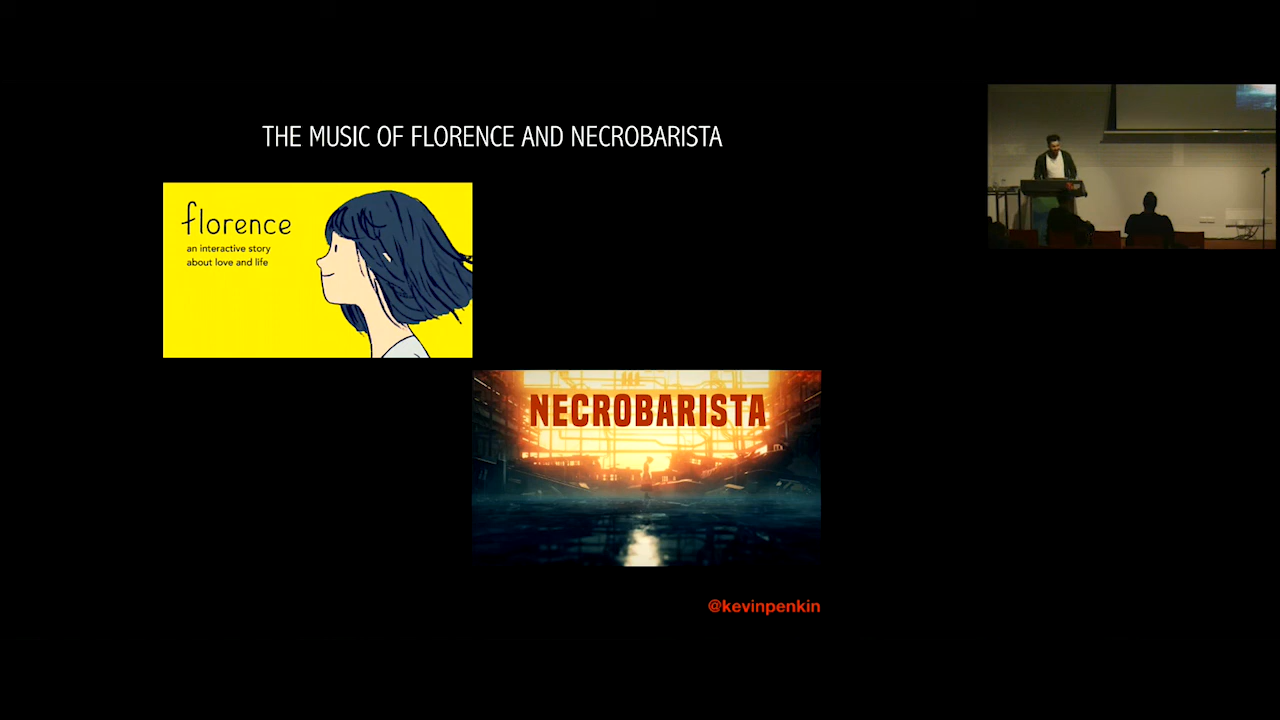 THE MUSIC OF FLORENCE AND NECROBARISTA
florence
an interactive story
about love and life
NECROBARISTA
@kevinpenkin